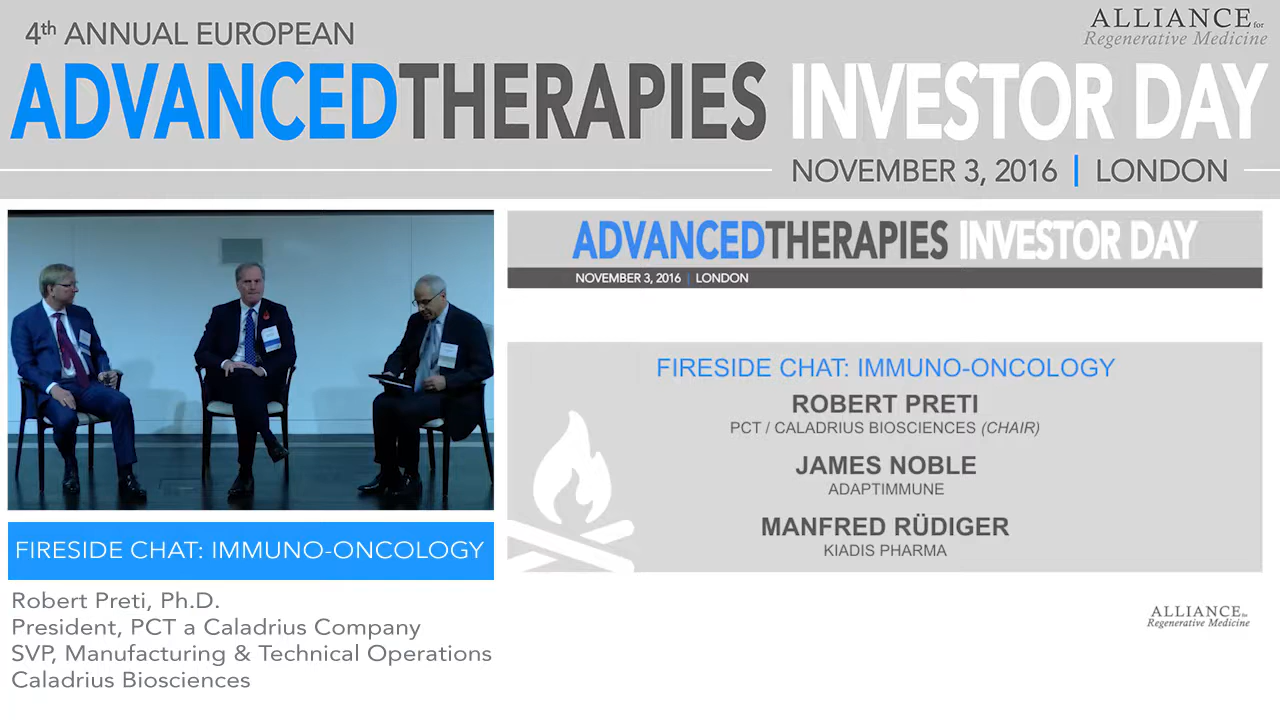 4th ANNUAL EUROPEAN
ALLIANCE for
Regenerative Medicine
ADVANCEDTHERAPIES INVESTOR DAY
NOVEMBER 3, 2016 | LONDON
ADVANCEDTHERAPIES INVESTOR DAY
NOVEMBER 3, 2016 | LONDON
FIRESIDE CHAT: IMMUNO-ONCOLOGY
ROBERT PRETI
PCT / CALADRIUS BIOSCIENCES (CHAIR)
JAMES NOBLE
ADAPTIMMUNE
MANFRED RÜDIGER
KIADIS PHARMA
FIRESIDE CHAT: IMMUNO-ONCOLOGY
Robert Preti, Ph.D.
President, PCT a Caladrius Company
SVP, Manufacturing & Technical Operations
Caladrius Biosciences
ALLIANCE for
Regenerative Medicine